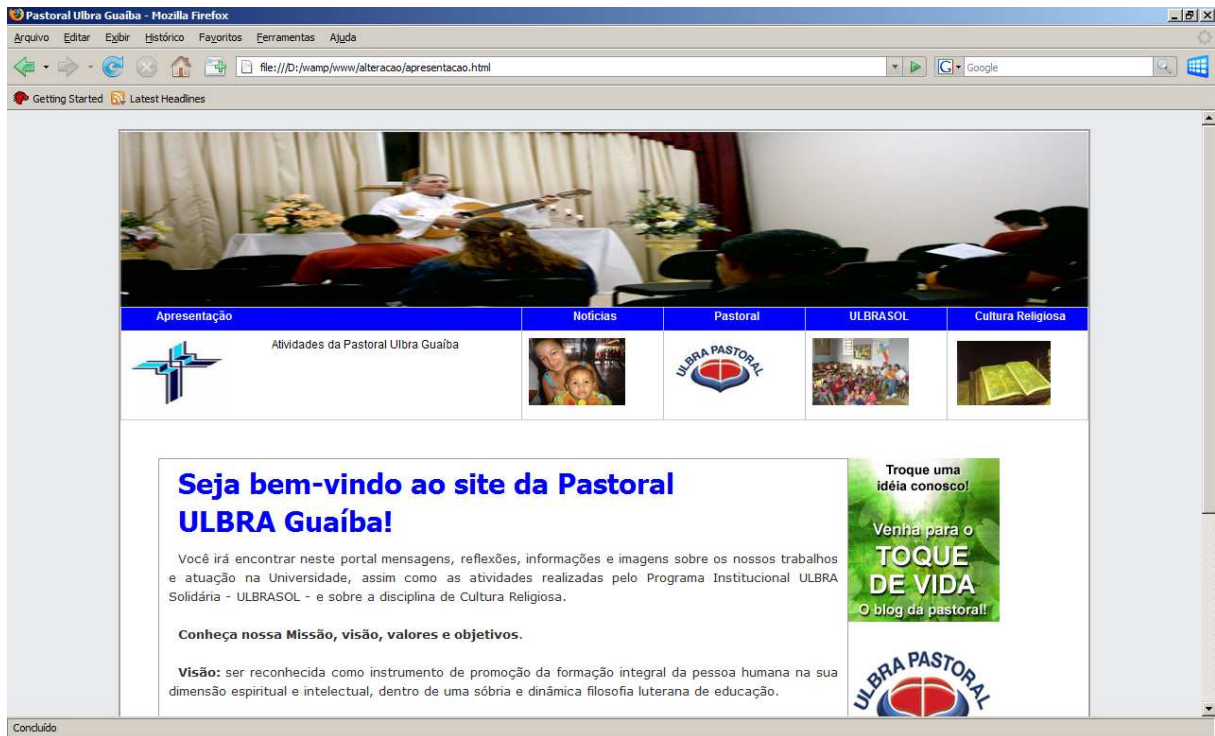 Pastoral Ulbra Guaíba - Mozilla Firefox
Arquivo Editar Exibir Histórico Favoritos Ferramentas Ajuda
file:///D:/wamp/www/alteracao/apresentacao.html
G Google
Getting Started Latest Headlines
Apresentação Notícias Pastoral ULBRASOL Cultura Religiosa
Atividades da Pastoral Ulbra Guaíba
ULBRA PASTORAL
Seja bem-vindo ao site da Pastoral
ULBRA Guaíba!
Você irá encontrar neste portal mensagens, reflexões, informações e imagens sobre os nossos trabalhos
e atuação na Universidade, assim como as atividades realizadas pelo Programa Institucional ULBRA
Solidária - ULBRASOL - e sobre a disciplina de Cultura Religiosa.
Conheça nossa Missão, visão, valores e objetivos.
Visão: ser reconhecida como instrumento de promoção da formação integral da pessoa humana na sua
dimensão espiritual e intelectual, dentro de uma sóbria e dinâmica filosofia luterana de educação.
Troque uma
idéia conosco!
Venha para o
TOQUE
DE VIDA
O blog da pastoral!
ULBRA PASTORAL
Concluído